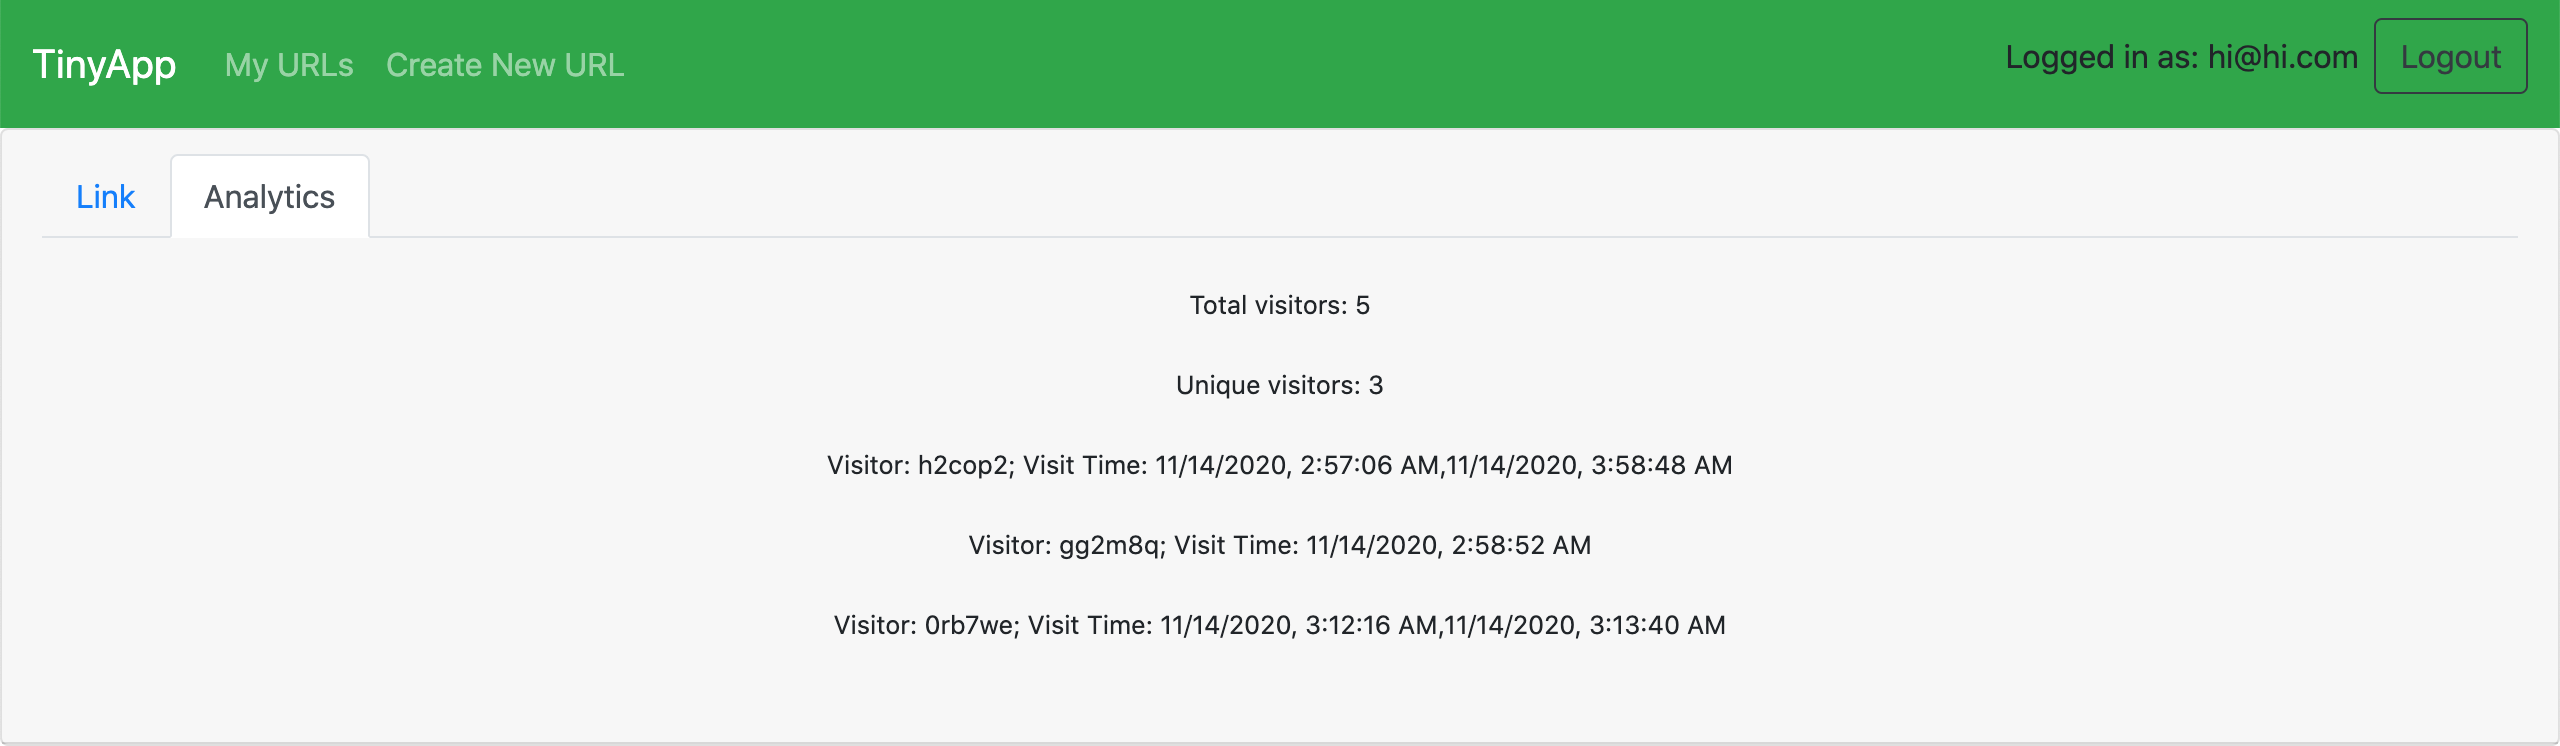 TinyApp My URLs Create New URL Logged in as: hi@hi.com Logout
Link Analytics
Total visitors: 5
Unique visitors: 3
Visitor: h2cop2; Visit Time: 11/14/2020, 2:57:06 AM,11/14/2020, 3:58:48 AM
Visitor: gg2m8q; Visit Time: 11/14/2020, 2:58:52 AM
Visitor: 0rb7we; Visit Time: 11/14/2020, 3:12:16 AM,11/14/2020, 3:13:40 AM